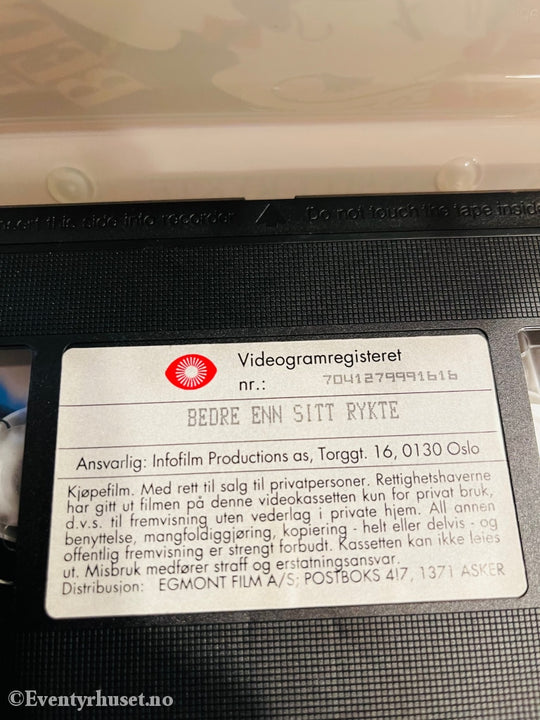 insert this side into recorder / Do not touch the tape inside
Videogramregisteret
nr.: 7041279991616
BEDRE ENN SITT RYKTE
Ansvarlig: Infofilm Productions as, Torggt. 16, 0130 Oslo
Kjøpefilm. Med rett til salg til privatpersoner. Rettighetshaverne
har gitt ut filmen på denne videokassetten kun for privat bruk,
d.v.s. til fremvisning uten vederlag i private hjem. All annen
benyttelse, mangfoldiggjøring, kopiering - helt eller delvis - og
offentlig fremvisning er strengt forbudt. Kassetten kan ikke leies
ut. Misbruk medfører straff og erstatningsansvar.
Distribusjon: EGMONT FILM A/S; POSTBOKS 417, 1371 ASKER
©Eventyrhuset.no